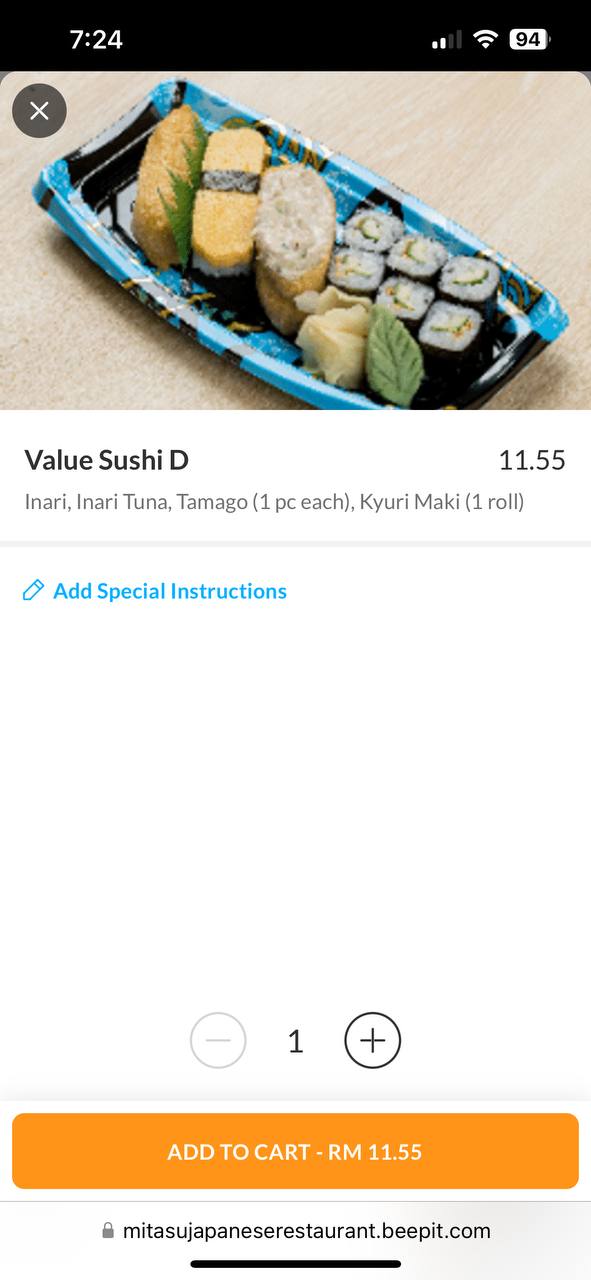 7:24
94
Value Sushi D
11.55
Inari, Inari Tuna, Tamago (1 pc each), Kyuri Maki (1 roll)
Add Special Instructions
1
ADD TO CART - RM 11.55
mitasujapaneserestaurant.beepit.com